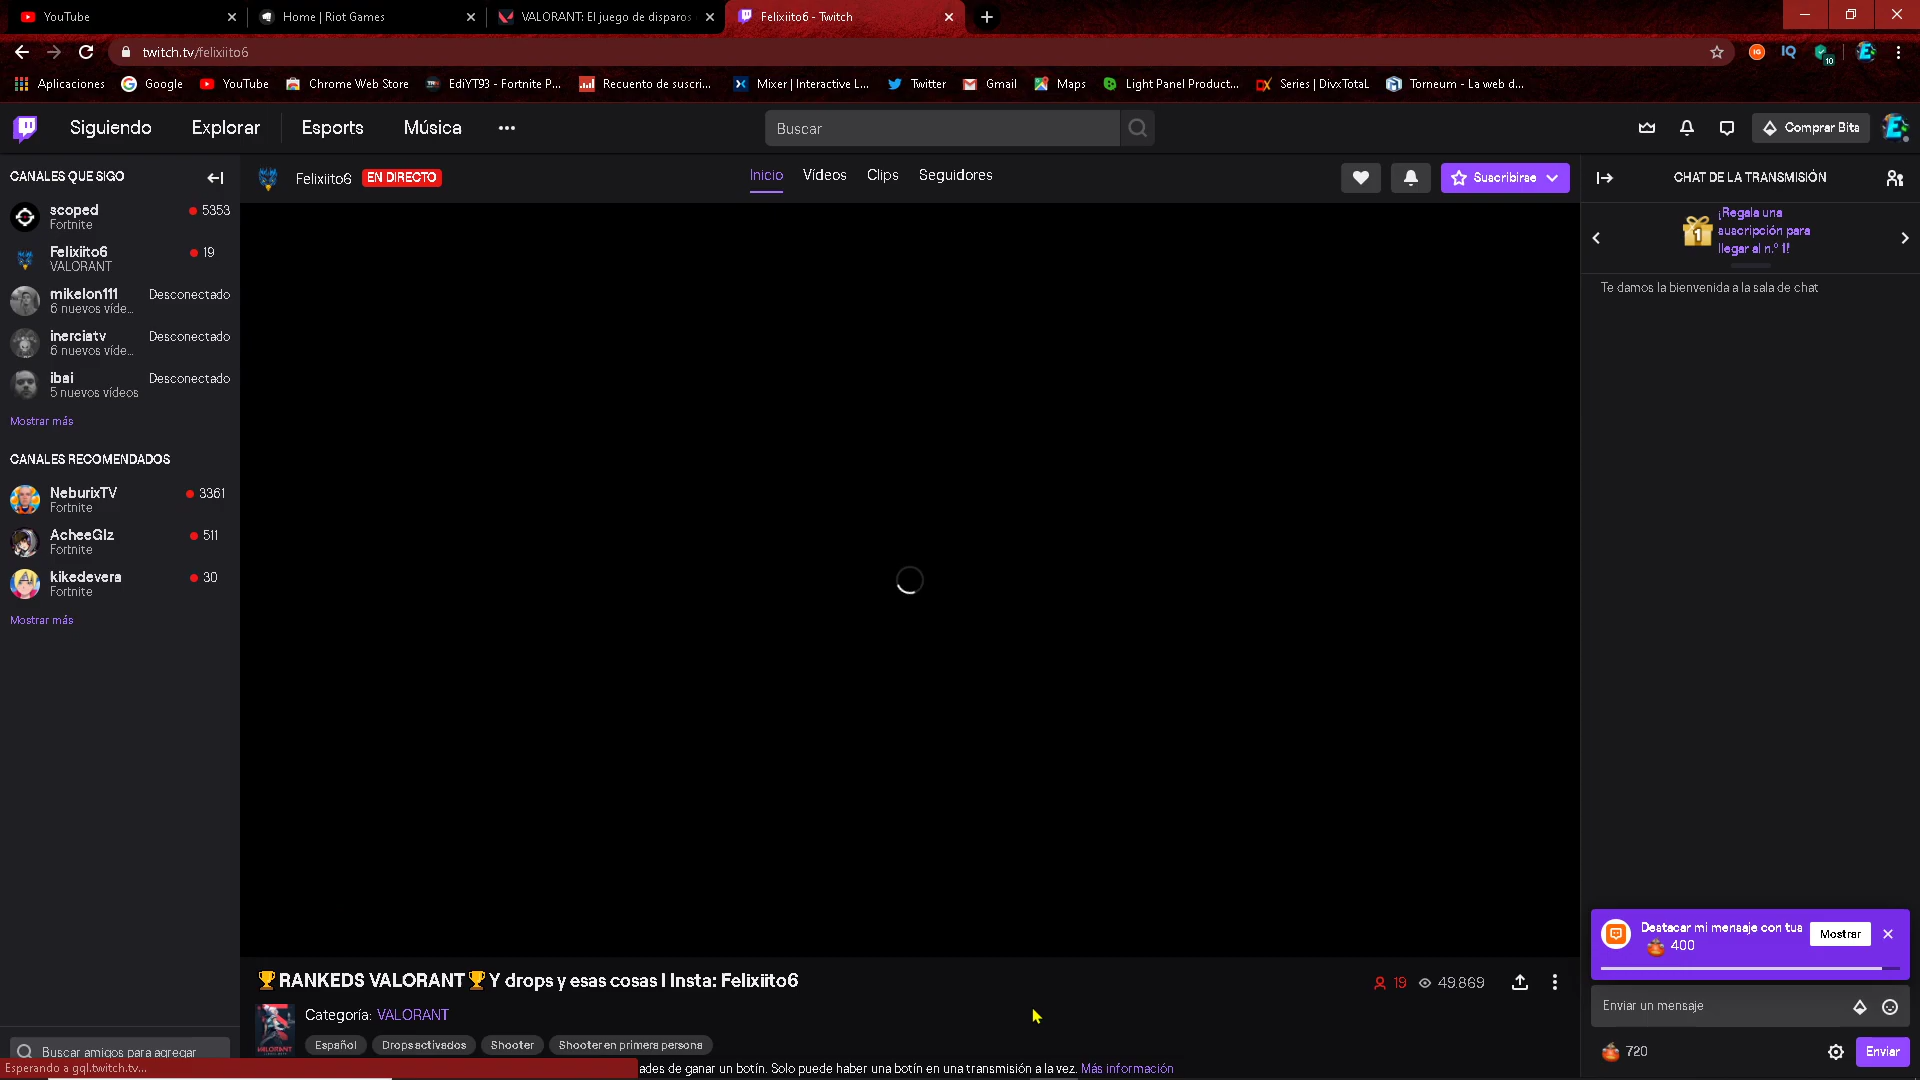 YouTube
Home | Riot Games
VALORANT: El juego de disparos
Felixiito6 - Twitch
twitch.tv/felixiito6
10
Aplicaciones
Google
YouTube
Chrome Web Store
EdiYT93 - Fortnite P...
Recuento de suscri...
Mixer | Interactive L...
Twitter
Gmail
Maps
Light Panel Product...
Series | DivxTotaL
Torneum - La web d...
Siguiendo
Explorar
Esports
Música
Buscar
Comprar Bits
CANALES QUE SIGO
scoped
5353
Fortnite
Felixiito6
19
VALORANT
mikelon111
Desconectado
6 nuevos víde...
inerciatv
Desconectado
6 nuevos víde...
ibai
Desconectado
5 nuevos vídeos
Mostrar más
CANALES RECOMENDADOS
NeburixTV
3361
Fortnite
AcheeGlz
511
Fortnite
kikedevera
30
Fortnite
Mostrar más
Buscar amigos para agregar
Esperando a gql.twitch.tv...
Felixiito6
EN DIRECTO
Inicio
Vídeos
Clips
Seguidores
Suscribirse
🏆RANKEDS VALORANT🏆Y drops y esas cosas l Insta: Felixiito6
19
49.869
Categoría: VALORANT
Español
Drops activados
Shooter
Shooter en primera persona
ades de ganar un botín. Solo puede haber una botín en una transmisión a la vez. Más información
CHAT DE LA TRANSMISIÓN
1
¡Regala una
suscripción para
llegar al n.º 1!
Te damos la bienvenida a la sala de chat
Destacar mi mensaje con tus
400
Mostrar
Enviar un mensaje
720
Enviar